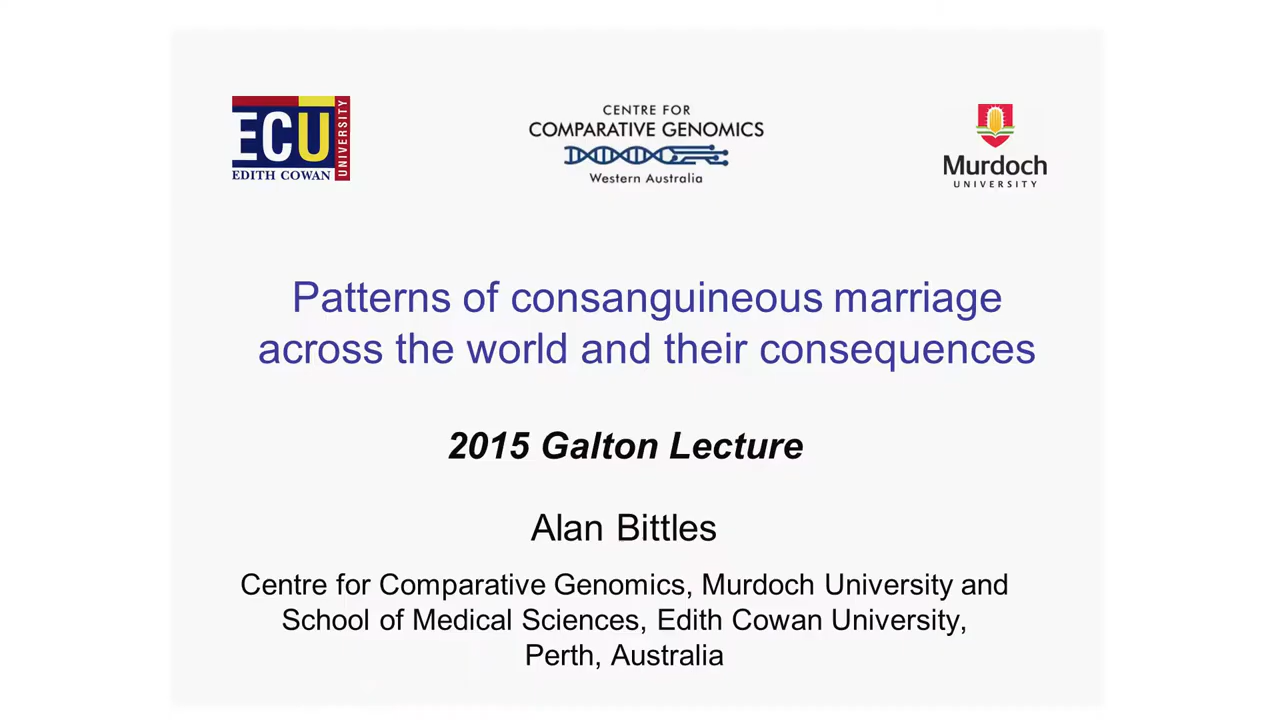 ECU
UNIVERSITY
EDITH COWAN
CENTRE FOR
COMPARATIVE GENOMICS
Western Australia
Murdoch
UNIVERSITY
Patterns of consanguineous marriage
across the world and their consequences
2015 Galton Lecture
Alan Bittles
Centre for Comparative Genomics, Murdoch University and
School of Medical Sciences, Edith Cowan University,
Perth, Australia